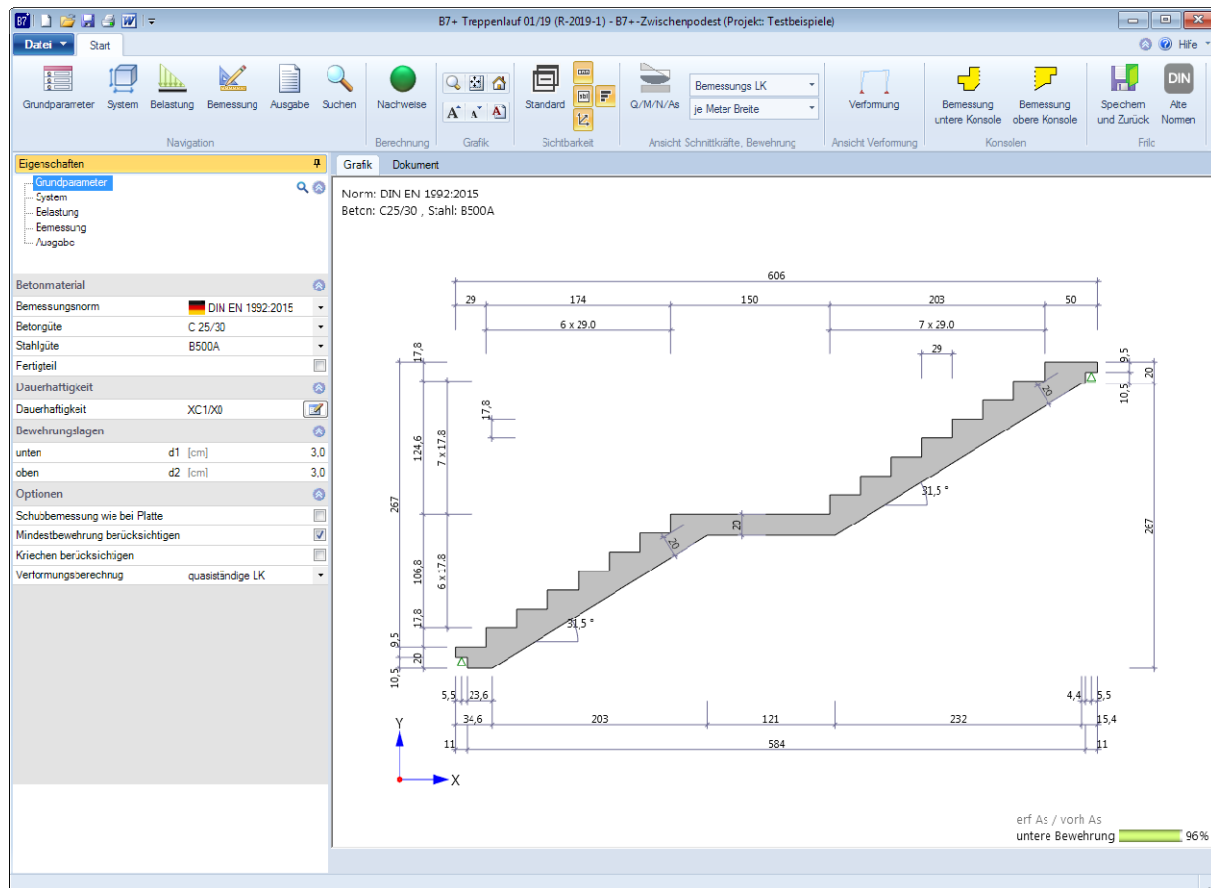 B7+ Treppenlauf 01/19 (R-2019-1) - B7+-Zwischenpodest (Projekt: Testbeispiele)
Datei Start Hilfe
Grundparameter System Belastung Bemessung Ausgabe Suchen
Navigation
Nachweise
Berechnung
Grafik
Standard
Sichtbarkeit
Q/M/N/As
Bemessungs LK
je Meter Breite
Ansicht Schnittkräfte, Bewehrung
Verformung
Ansicht Verformung
Bemessung
untere Konsole
Bemessung
obere Konsole
Konsolen
Speichern
und Zurück
DIN
Alte
Normen
Frilo
Eigenschaften
Grundparameter
System
Belastung
Bemessung
Ausgabe
Betonmaterial
Bemessungsnorm DIN EN 1992:2015
Betongüte C 25/30
Stahlgüte B500A
Fertigteil
Dauerhaftigkeit
Dauerhaftigkeit XC1/X0
Bewehrungslagen
unten d1 [cm] 3,0
oben d2 [cm] 3,0
Optionen
Schubbemessung wie bei Platte
Mindestbewehrung berücksichtigen
Kriechen berücksichtigen
Verformungsberechnug quasiständige LK
Grafik Dokument
Norm: DIN EN 1992:2015
Beton: C25/30 , Stahl: B500A
606
29 174 150 203 50
6 x 29.0 7 x 29.0
29
17,8
17,8
124,6
7 x 17.8
267
106,8
6 x 17.8
17,8
9,5
20
10,5
20
20
20
31,5 °
31,5 °
9,5
20
10,5
267
5,5 23,6 4,4 5,5
34,6 203 121 232 15,4
11 584 11
Y
X
erf As / vorh As
untere Bewehrung 96%